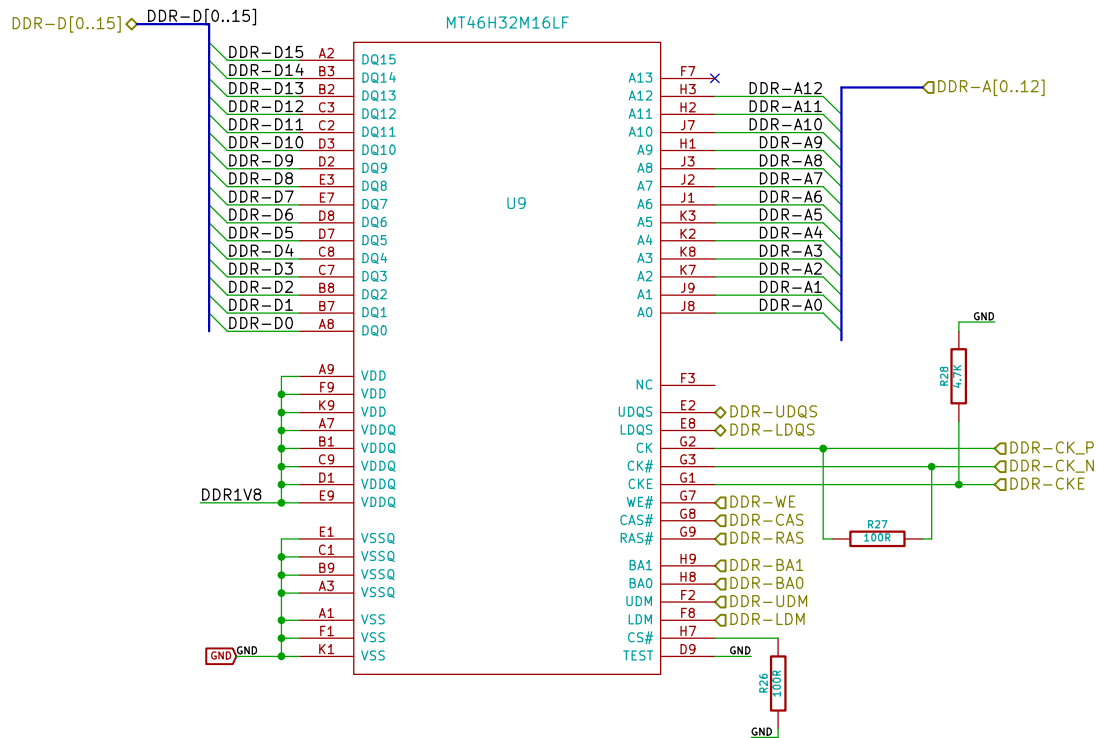 MT46H32M16LF
DDR-D[0..15] DDR-D[0..15]
DDR-D15 A2 DQ15
DDR-D14 B3 DQ14
DDR-D13 B2 DQ13
DDR-D12 C3 DQ12
DDR-D11 C2 DQ11
DDR-D10 D3 DQ10
DDR-D9 D2 DQ9
DDR-D8 E3 DQ8
DDR-D7 E7 DQ7
DDR-D6 D8 DQ6
DDR-D5 D7 DQ5
DDR-D4 C8 DQ4
DDR-D3 C7 DQ3
DDR-D2 B8 DQ2
DDR-D1 B7 DQ1
DDR-D0 A8 DQ0
A9 VDD
F9 VDD
K9 VDD
A7 VDDQ
B1 VDDQ
C9 VDDQ
D1 VDDQ
DDR1V8 E9 VDDQ
E1 VSSQ
C1 VSSQ
B9 VSSQ
A3 VSSQ
A1 VSS
F1 VSS
GND GND K1 VSS
U9
A13 F7
A12 H3 DDR-A12
DDR-A[0..12]
A11 H2 DDR-A11
A10 J7 DDR-A10
A9 H1 DDR-A9
A8 J3 DDR-A8
A7 J2 DDR-A7
A6 J1 DDR-A6
A5 K3 DDR-A5
A4 K2 DDR-A4
A3 K8 DDR-A3
A2 K7 DDR-A2
A1 J9 DDR-A1
A0 J8 DDR-A0
GND
R28
4.7K
NC F3
UDQS E2 DDR-UDQS
LDQS E8 DDR-LDQS
CK G2 DDR-CK_P
CK# G3 DDR-CK_N
CKE G1 DDR-CKE
WE# G7 DDR-WE
CAS# G8 DDR-CAS
RAS# G9 DDR-RAS
R27
100R
BA1 H9 DDR-BA1
BA0 H8 DDR-BA0
UDM F2 DDR-UDM
LDM F8 DDR-LDM
CS# H7
TEST D9 GND
R26
100R
GND